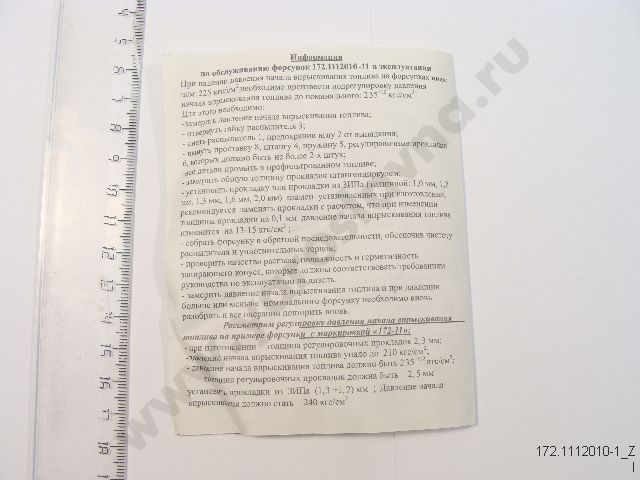 Информация
по обслуживанию форсунок 172.1112010-11 в эксплуатации
При падении давления начала впрыскивания топлива на форсунках ниже
чем: 225 кгс/см² необходимо произвести подрегулировку давления
начала впрыскивания топлива до номинального: 235⁺¹² кгс/см²
Для этого необходимо:
-замерить давление начала впрыскивания топлива;
- отвернуть гайку распылителя 3;
- снять распылитель 1, предохранив иглу 2 от выпадания;
- вынуть проставку 8, штангу 4, пружину 5, регулировочные прокладки
6, которых должно быть не более 2-х штук;
-все детали промыть в профильтрованном топливе;
- замерить общую толщину прокладок штангенциркулем;
- установить прокладку или прокладки из ЗИПа (толщиной: 1,0 мм, 1,2
мм, 1,3 мм, 1,6 мм, 2,0 мм) взамен установленных при изготовлении,
рекомендуется заменять прокладки с расчетом, что при изменении
толщины прокладки на 0,1 мм давление начала впрыскивания топлива
изменится на 13-15 кгс/см² ;
- собрать форсунку в обратной последовательности, обеспечив чистоту
распылителя и уплотнительных торцов;
- проверить качество распыла, подвижность и герметичность
запирающего конуса, которые должны соответствовать требованиям
руководства по эксплуатации на дизель.
- замерить давление начала впрыскивания топлива и при давлении
больше или меньше номинального форсунку необходимо вновь
разобрать и все операции повторить вновь.
Рассмотрим регулировку давления начала впрыскивания
топлива на примере форсунки с маркировкой «172-11»:
- при изготовлении толщина регулировочных прокладок 2,3 мм;
-давление начала впрыскивания топлива упало до 210 кгс/см²;
- давление начала впрыскивания топлива должно быть 235 ⁺¹² кгс/см²;
толщина регулировочных прокладок должна быть 2,5 мм
установить прокладки из ЗИПа (1,3 +1,2) мм ; Давление начала
впрыскивания должно стать 240 кгс/см²
172.1112010-1_Z
I